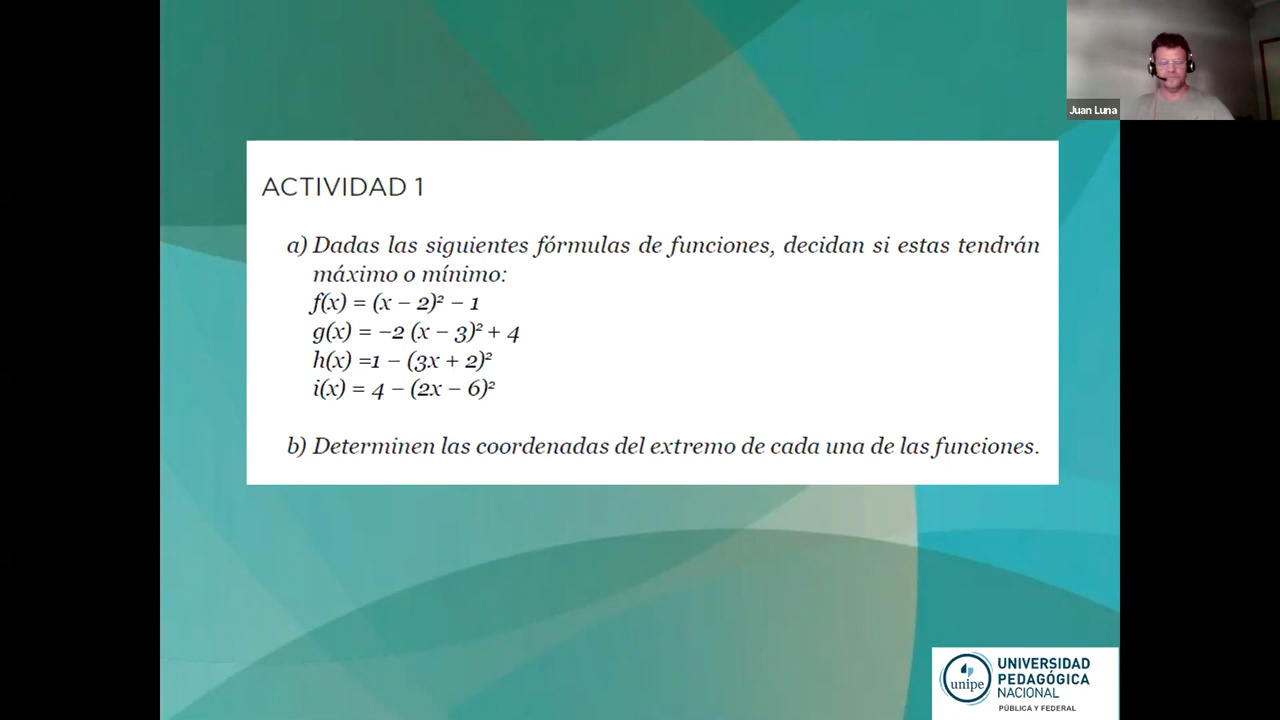 Juan Luna
ACTIVIDAD 1
a) Dadas las siguientes fórmulas de funciones, decidan si estas tendrán
máximo o mínimo:
f(x) = (x − 2)² − 1
g(x) = −2 (x − 3)² + 4
h(x) =1 − (3x + 2)²
i(x) = 4 − (2x − 6)²
b) Determinen las coordenadas del extremo de cada una de las funciones.
unipe
UNIVERSIDAD
PEDAGÓGICA
NACIONAL
PÚBLICA Y FEDERAL